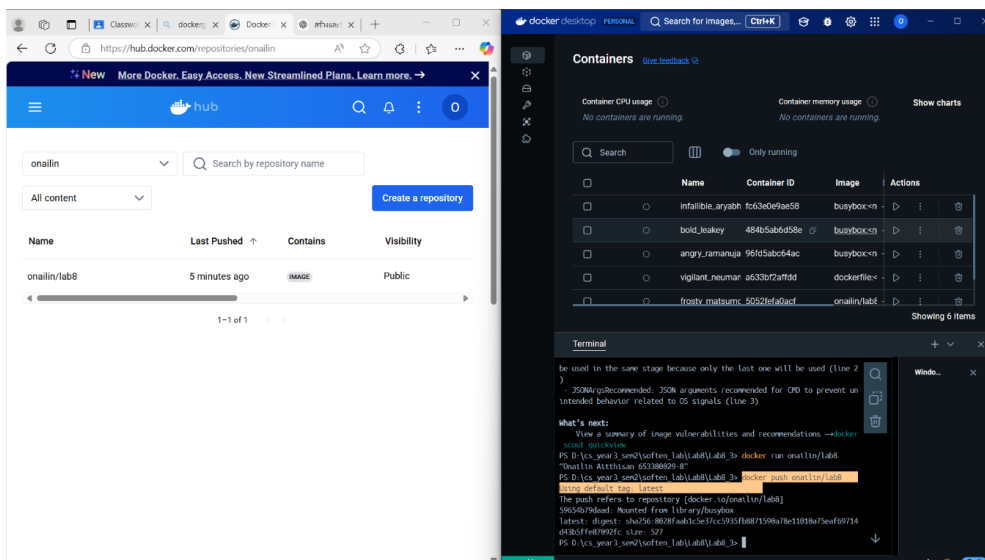 Classwo
dockerp
Docker
สร้างและ
https://hub.docker.com/repositories/onailin
New More Docker. Easy Access. New Streamlined Plans. Learn more. →
hub
O
onailin
Search by repository name
All content
Create a repository
Name Last Pushed ↑ Contains Visibility
onailin/lab8 5 minutes ago IMAGE Public
1–1 of 1
docker desktop PERSONAL Search for images,... Ctrl+K O
Containers Give feedback
Container CPU usage Container memory usage Show charts
No containers are running. No containers are running.
Search Only running
Name Container ID Image Actions
infallible_aryabh fc63e0e9ae58 busybox:<n
bold_leakey 484b5ab6d58e busybox:<n
angry_ramanuja 96fd5abc64ac busybox:<n
vigilant_neumar a633bf2affdd dockerfile:<
frosty_matsumc 5052fefa0acf onailin/lab8
Showing 6 items
Terminal
Windo...
be used in the same stage because only the last one will be used (line 2
)
- JSONArgsRecommended: JSON arguments recommended for CMD to prevent un
intended behavior related to OS signals (line 3)
What's next:
View a summary of image vulnerabilities and recommendations →docker
scout quickview
PS D:\cs_year3_sem2\soften_lab\Lab8\Lab8_3> docker run onailin/lab8
"Onailin Aitthisan 653380029-8"
PS D:\cs_year3_sem2\soften_lab\Lab8\Lab8_3> docker push onailin/lab8
Using default tag: latest
The push refers to repository [docker.io/onailin/lab8]
59654b79daad: Mounted from library/busybox
latest: digest: sha256:8028faab1c5e37cc5935fb8871590a78e11010a75eaf69714
d43b5ffe87092fc size: 527
PS D:\cs_year3_sem2\soften_lab\Lab8\Lab8_3>